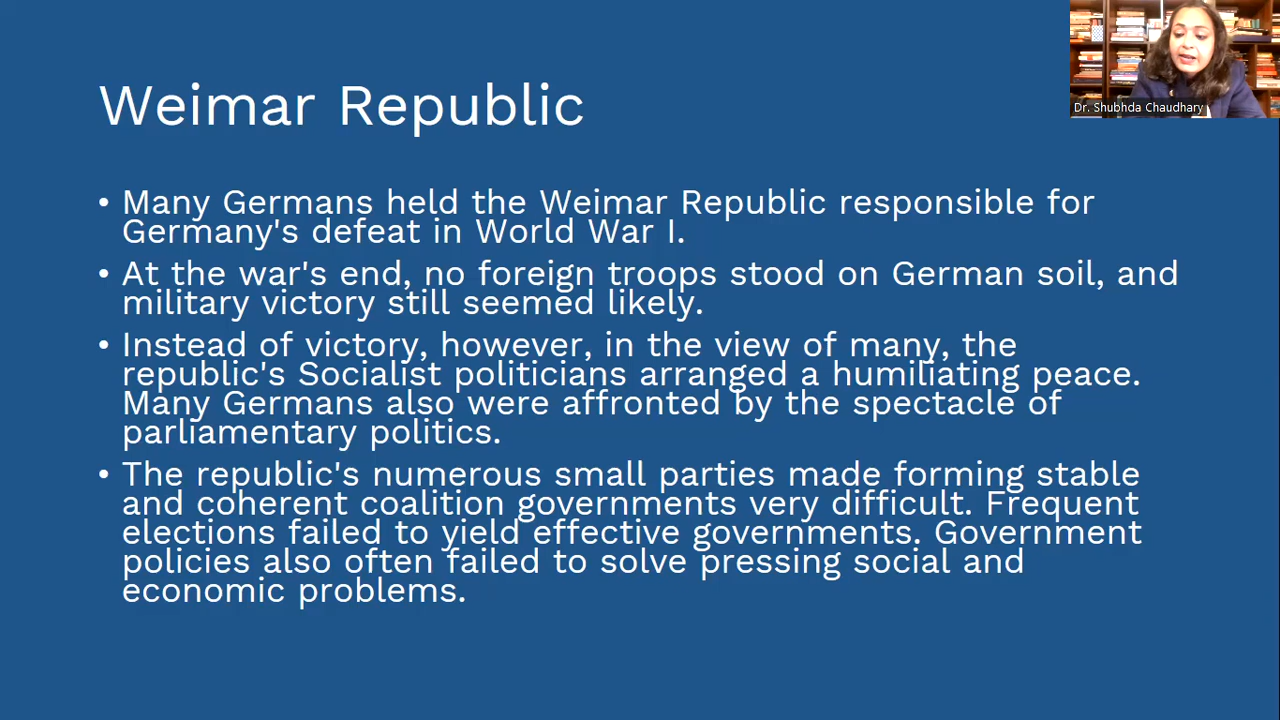 Weimar Republic
Dr. Shubhda Chaudhary
• Many Germans held the Weimar Republic responsible for
Germany's defeat in World War I.
• At the war's end, no foreign troops stood on German soil, and
military victory still seemed likely.
• Instead of victory, however, in the view of many, the
republic's Socialist politicians arranged a humiliating peace.
Many Germans also were affronted by the spectacle of
parliamentary politics.
• The republic's numerous small parties made forming stable
and coherent coalition governments very difficult. Frequent
elections failed to yield effective governments. Government
policies also often failed to solve pressing social and
economic problems.